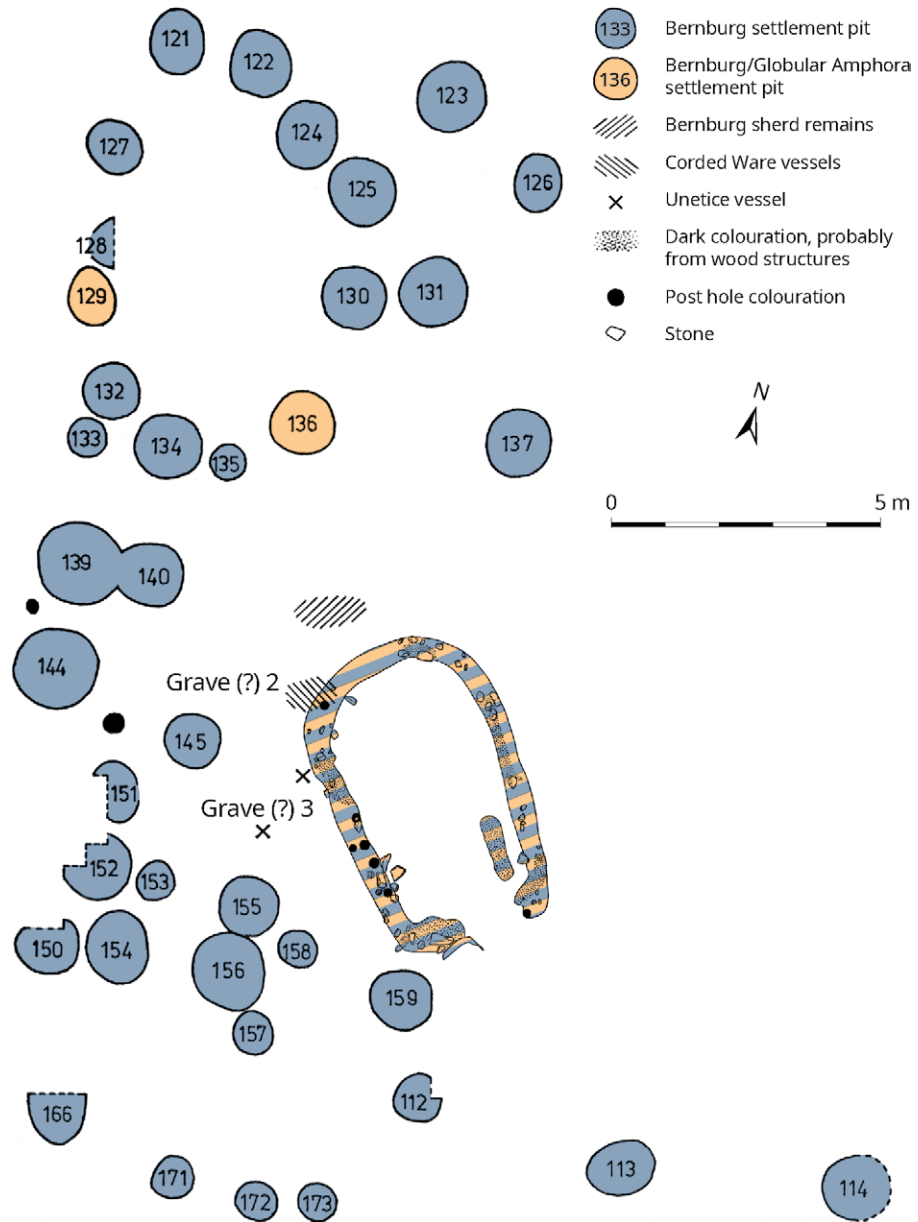 121
122
123
124
125
126
127
128
129
130
131
132
133
134
135
136
137
139
140
144
145
Grave (?) 2
Grave (?) 3
151
152
153
150
154
155
156
158
157
159
166
112
171
172
173
113
114
133 Bernburg settlement pit
136 Bernburg/Globular Amphora
settlement pit
Bernburg sherd remains
Corded Ware vessels
Unetice vessel
Dark colouration, probably
from wood structures
Post hole colouration
Stone
N
0 5 m